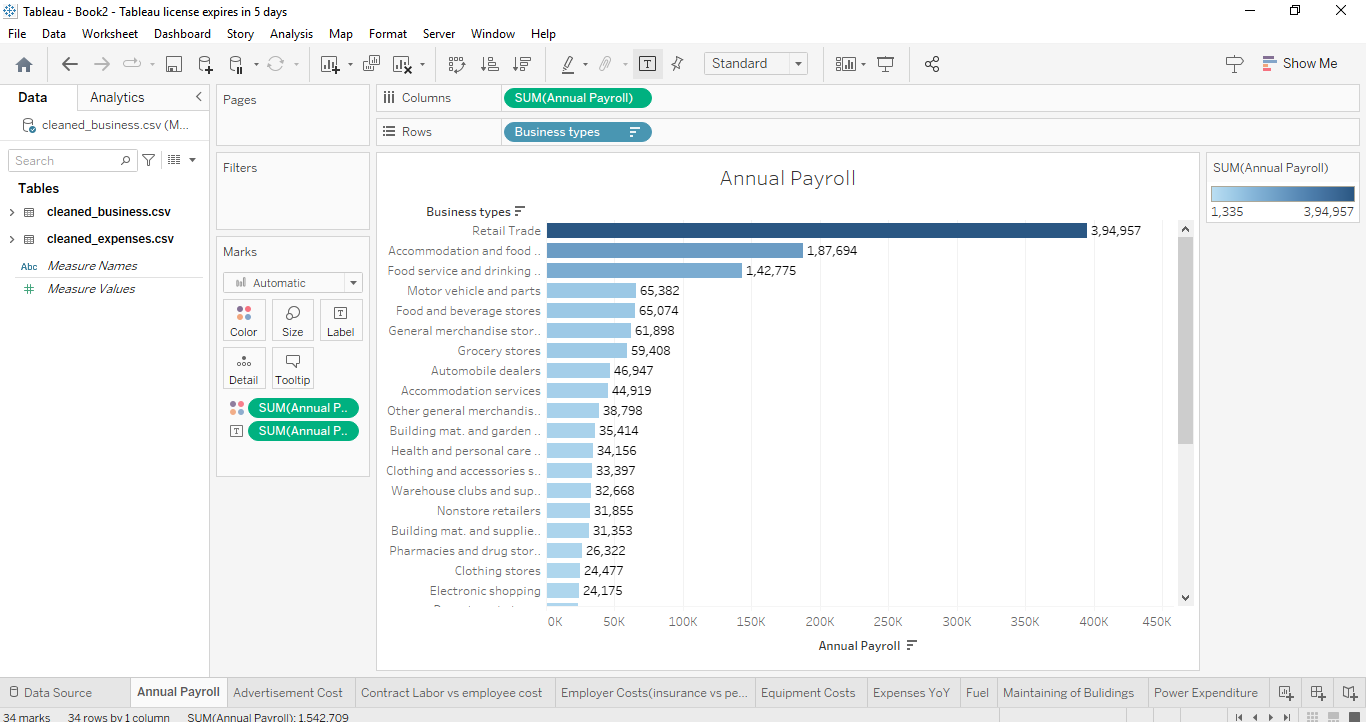 Tableau - Book2 - Tableau license expires in 5 days
File Data Worksheet Dashboard Story Analysis Map Format Server Window Help
Standard
Show Me
Data
Analytics
cleaned_business.csv (M...
Search
Tables
cleaned_business.csv
cleaned_expenses.csv
Abc Measure Names
# Measure Values
Pages
Filters
Marks
Automatic
Color
Size
T Label
Detail
Tooltip
SUM(Annual P..
T SUM(Annual P..
Columns SUM(Annual Payroll)
Rows Business types
Annual Payroll
Business types
Retail Trade 3,94,957
Accommodation and food .. 1,87,694
Food service and drinking .. 1,42,775
Motor vehicle and parts 65,382
Food and beverage stores 65,074
General merchandise stor.. 61,898
Grocery stores 59,408
Automobile dealers 46,947
Accommodation services 44,919
Other general merchandis.. 38,798
Building mat. and garden .. 35,414
Health and personal care .. 34,156
Clothing and accessories s.. 33,397
Warehouse clubs and sup.. 32,668
Nonstore retailers 31,855
Building mat. and supplie.. 31,353
Pharmacies and drug stor.. 26,322
Clothing stores 24,477
Electronic shopping 24,175
0K 50K 100K 150K 200K 250K 300K 350K 400K 450K
Annual Payroll
SUM(Annual Payroll)
1,335 3,94,957
Data Source Annual Payroll Advertisement Cost Contract Labor vs employee cost Employer Costs(insurance vs pe... Equipment Costs Expenses YoY Fuel Maintaining of Bulidings Power Expenditure
34 marks 34 rows by 1 column SUM(Annual Payroll): 1,542,709